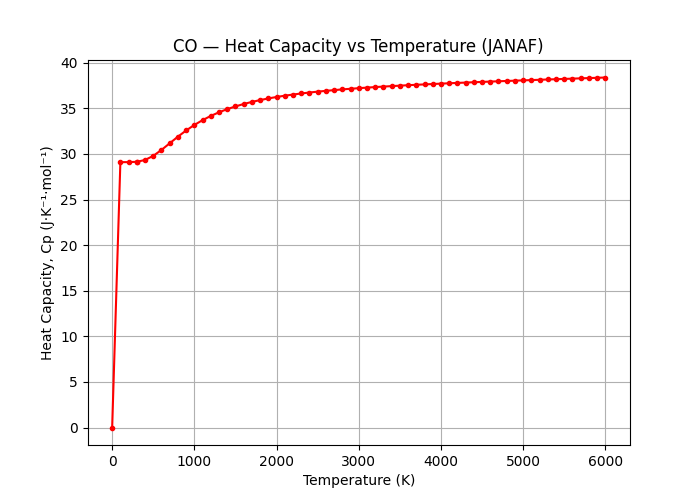 CO — Heat Capacity vs Temperature (JANAF)
Heat Capacity, Cp (J·K⁻¹·mol⁻¹)
40
35
30
25
20
15
10
5
0
0 1000 2000 3000 4000 5000 6000
Temperature (K)